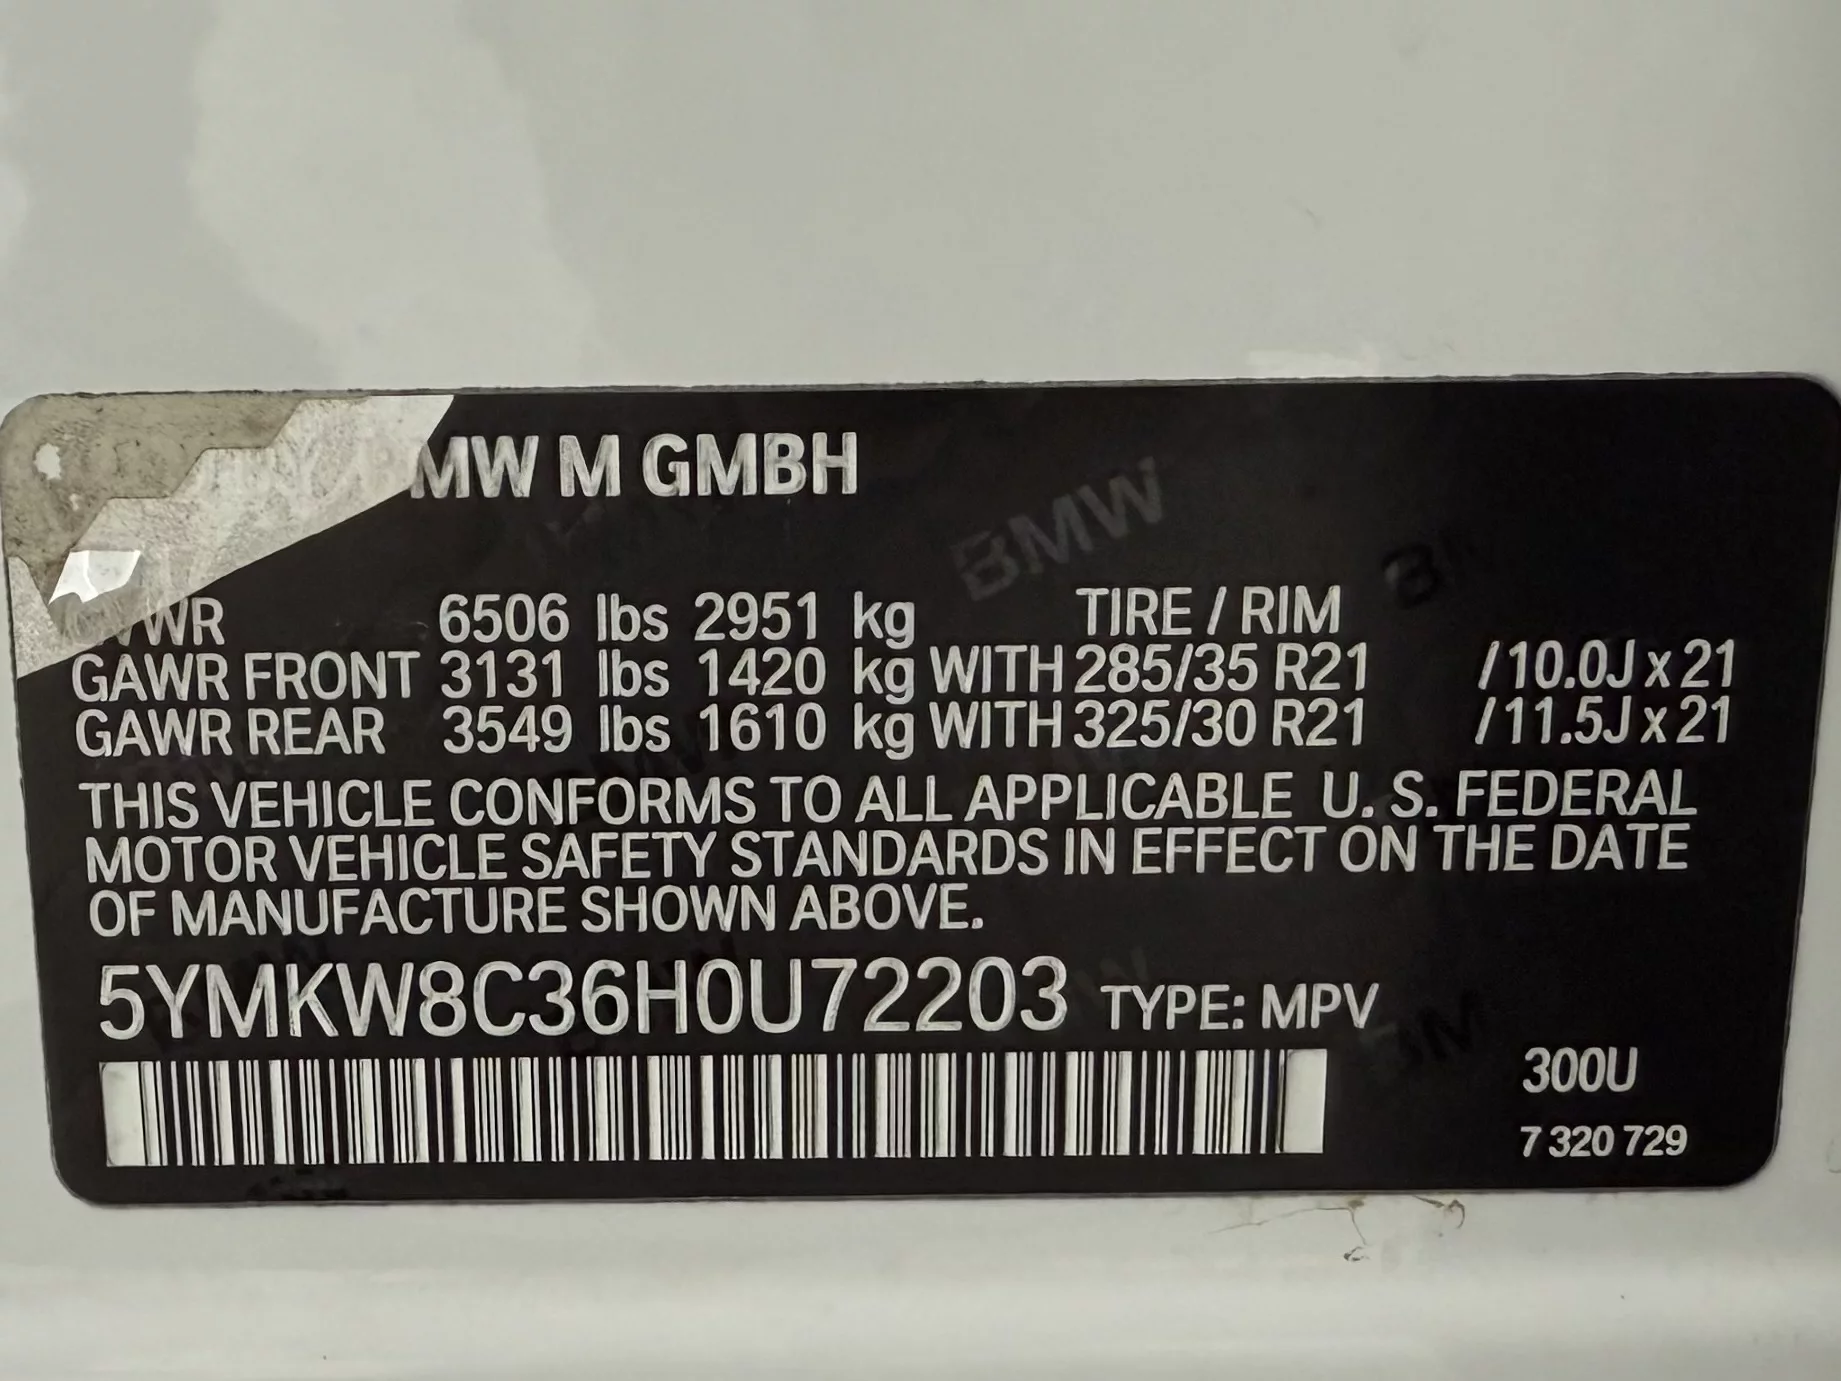 BMW M GMBH
GVWR 6506 lbs 2951 kg TIRE / RIM
GAWR FRONT 3131 lbs 1420 kg WITH 285/35 R21 /10.0J x 21
GAWR REAR 3549 lbs 1610 kg WITH 325/30 R21 /11.5J x 21
THIS VEHICLE CONFORMS TO ALL APPLICABLE U. S. FEDERAL
MOTOR VEHICLE SAFETY STANDARDS IN EFFECT ON THE DATE
OF MANUFACTURE SHOWN ABOVE.
5YMKW8C36H0U72203 TYPE: MPV
300U
7 320 729